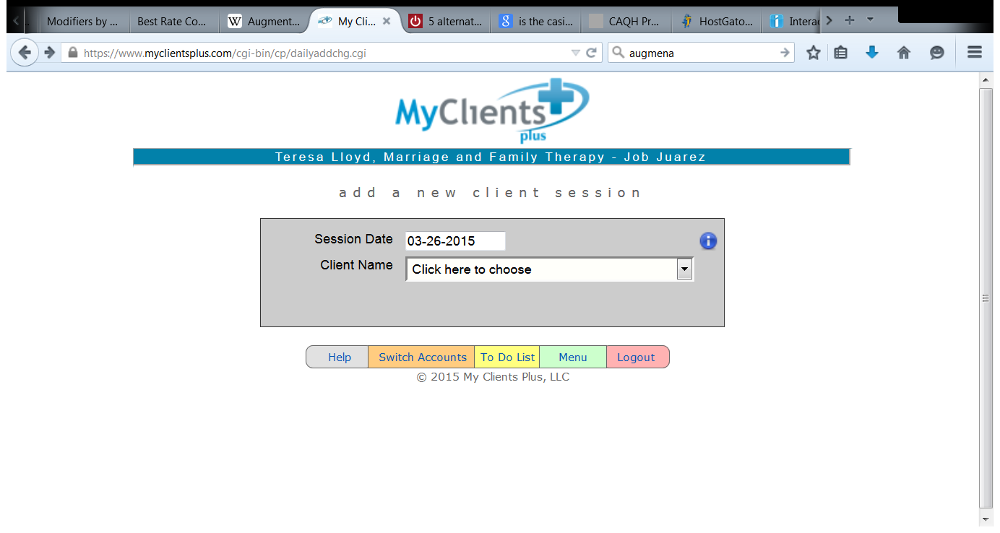 Modifiers by ... Best Rate Co... W Augment... My Cli... 5 alternat... 8 is the casi... CAQH Pr... HostGato... Interac
https://www.myclientsplus.com/cgi-bin/cp/dailyaddchg.cgi augmena
MyClients
plus
Teresa Lloyd, Marriage and Family Therapy - Job Juarez
add a new client session
Session Date 03-26-2015
Client Name Click here to choose
Help Switch Accounts To Do List Menu Logout
© 2015 My Clients Plus, LLC